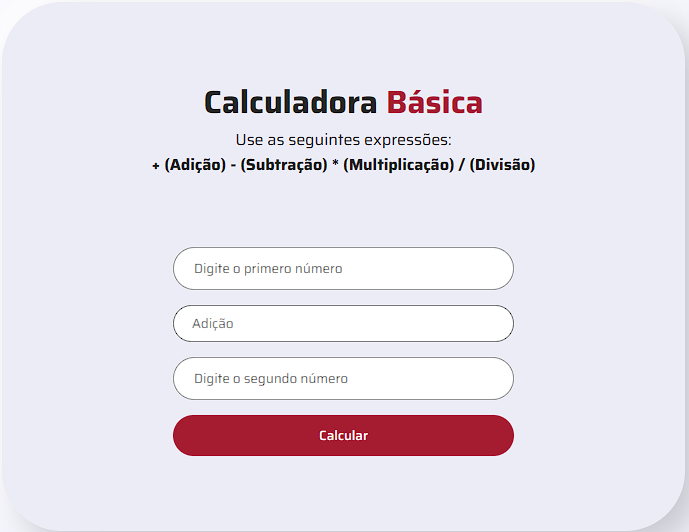 Calculadora Básica
Use as seguintes expressões:
+ (Adição) - (Subtração) * (Multiplicação) / (Divisão)
Digite o primero número
Adição
Digite o segundo número
Calcular